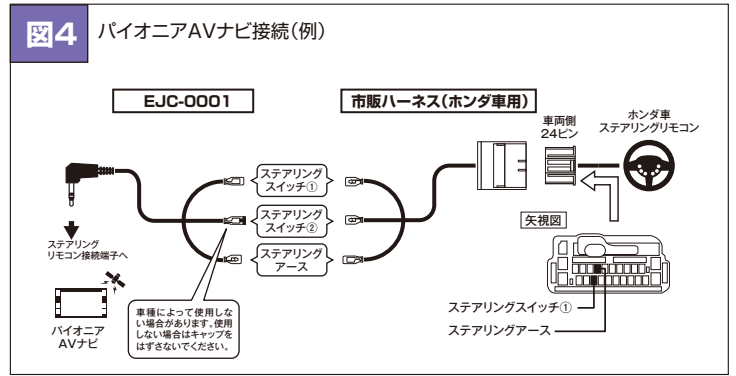 図4 パイオニアAVナビ接続(例)
EJC-0001
市販ハーネス(ホンダ車用)
車両側
24ピン
ホンダ車
ステアリングリモコン
ステアリング
スイッチ①
ステアリング
スイッチ②
ステアリング
アース
矢視図
ステアリング
リモコン接続端子へ
パイオニア
AVナビ
車種によって使用しな
い場合があります。使用
しない場合はキャップを
はずさないでください。
ステアリングスイッチ①
ステアリングアース